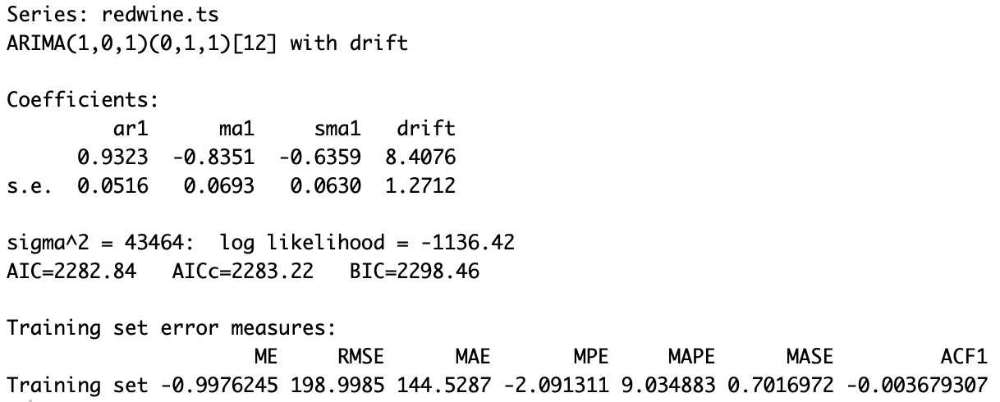 Series: redwine.ts
ARIMA(1,0,1)(0,1,1)[12] with drift
Coefficients:
ar1 ma1 sma1 drift
0.9323 -0.8351 -0.6359 8.4076
s.e. 0.0516 0.0693 0.0630 1.2712
sigma^2 = 43464: log likelihood = -1136.42
AIC=2282.84 AICc=2283.22 BIC=2298.46
Training set error measures:
ME RMSE MAE MPE MAPE MASE ACF1
Training set -0.9976245 198.9985 144.5287 -2.091311 9.034883 0.7016972 -0.003679307